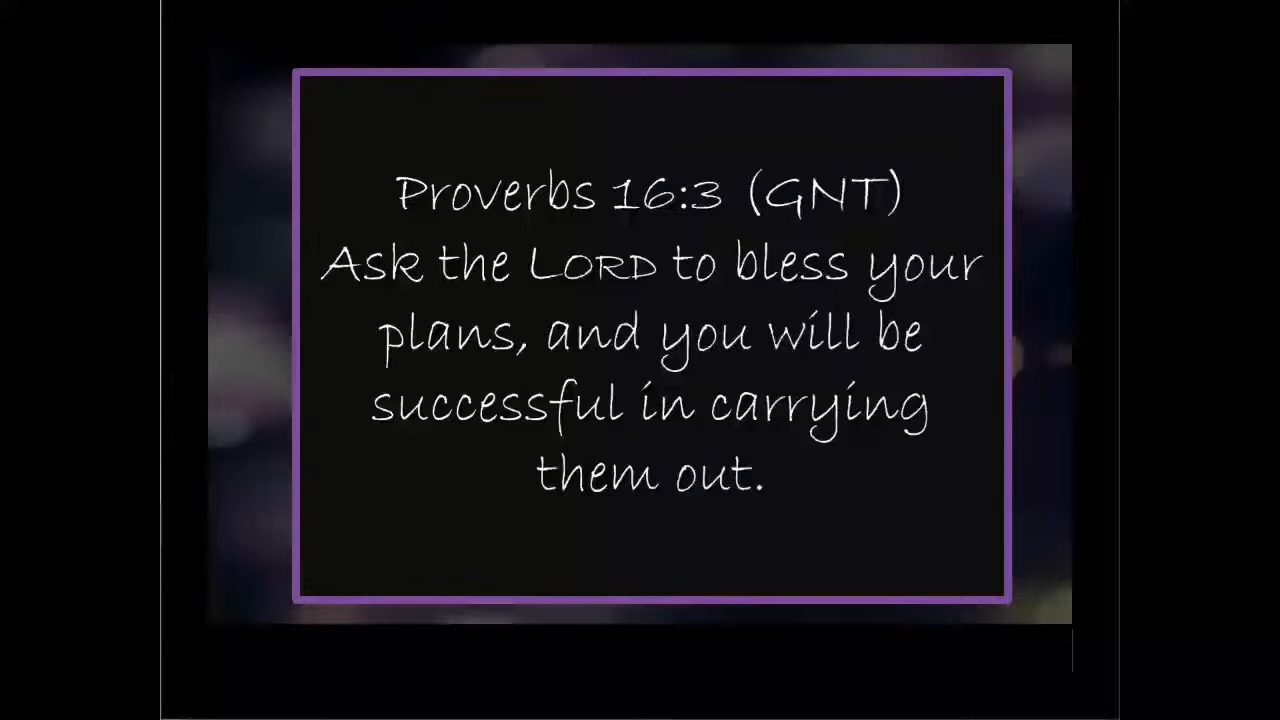 Proverbs 16:3 (GNT)
Ask the LORD to bless your
plans, and you will be
successful in carrying
them out.